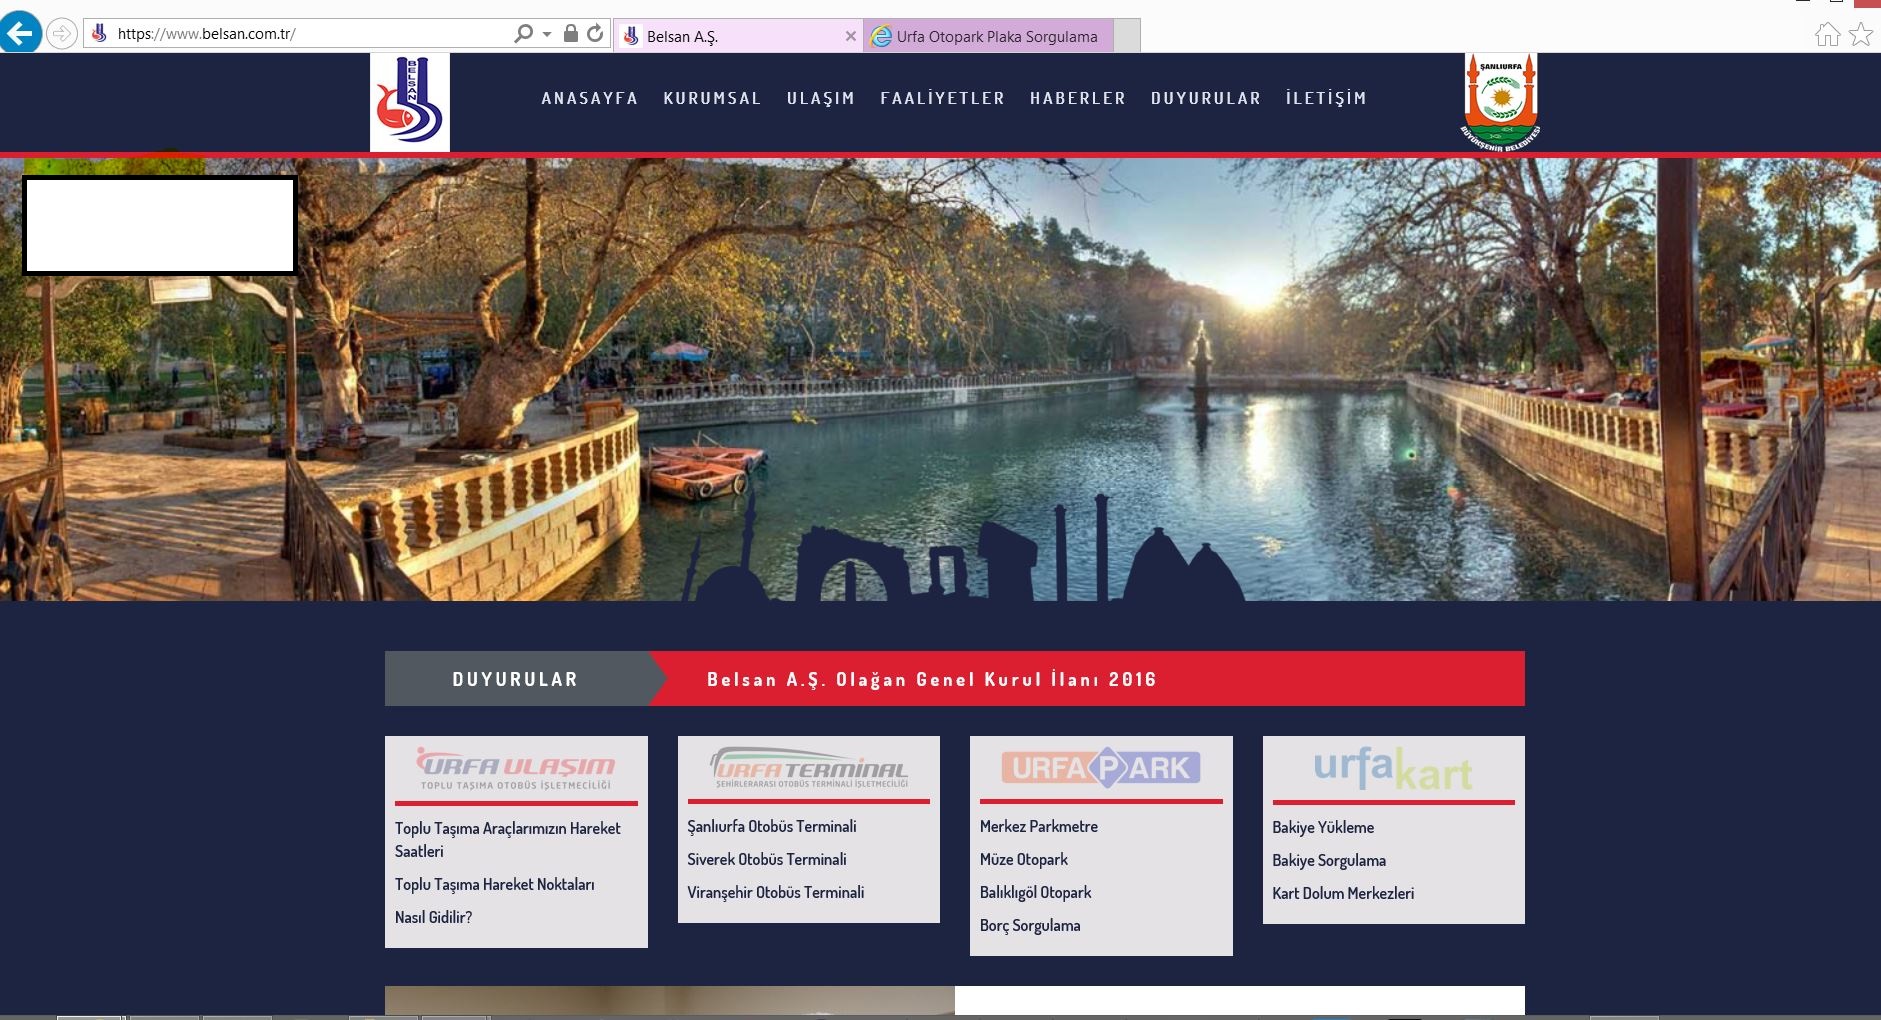 https://www.belsan.com.tr/
Belsan A.Ş.
Urfa Otopark Plaka Sorgulama
BELSAN
ANASAYFA
KURUMSAL
ULAŞIM
FAALİYETLER
HABERLER
DUYURULAR
İLETİŞİM
ŞANLIURFA
BÜYÜKŞEHİR BELEDİYESİ
DUYURULAR
Belsan A.Ş. Olağan Genel Kurul İlanı 2016
URFA ULAŞIM
TOPLU TAŞIMA OTOBÜS İŞLETMECİLİĞİ
Toplu Taşıma Araçlarımızın Hareket
Saatleri
Toplu Taşıma Hareket Noktaları
Nasıl Gidilir?
URFA TERMİNAL
ŞEHİRLERARASI OTOBÜS TERMİNALİ İŞLETMECİLİĞİ
Şanlıurfa Otobüs Terminali
Siverek Otobüs Terminali
Viranşehir Otobüs Terminali
URFA PARK
Merkez Parkmetre
Müze Otopark
Balıklıgöl Otopark
Borç Sorgulama
urfakart
Bakiye Yükleme
Bakiye Sorgulama
Kart Dolum Merkezleri